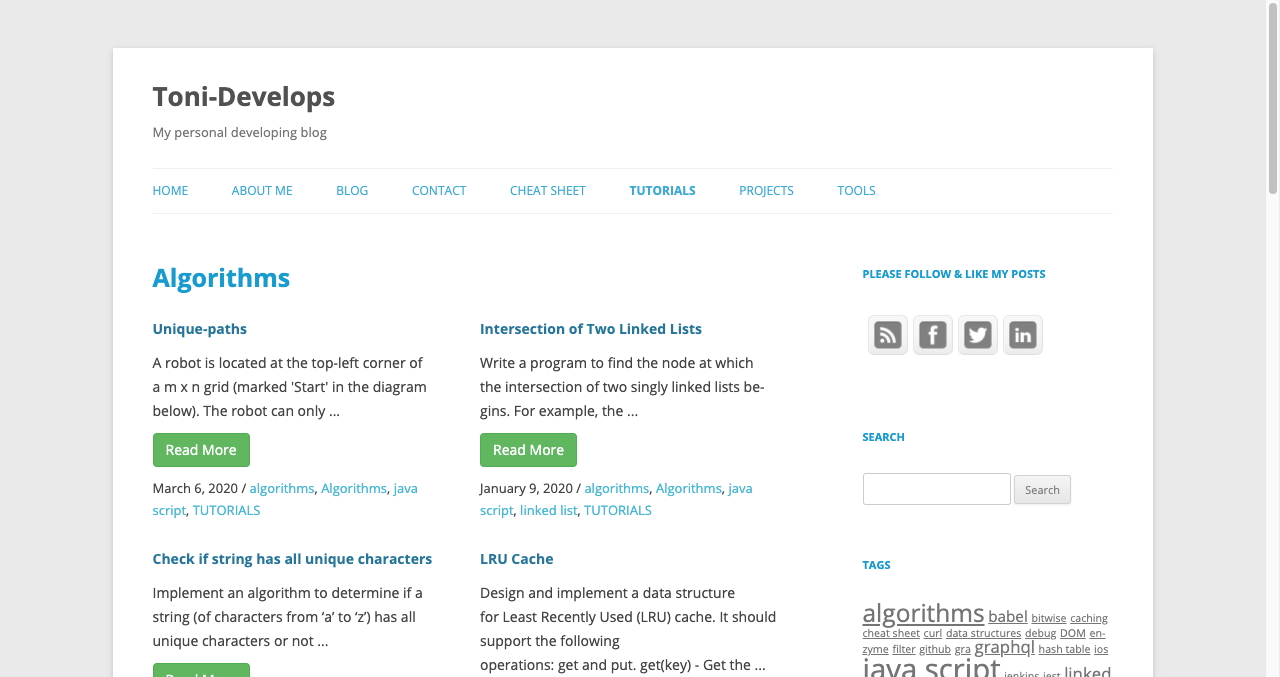 Toni-Develops
My personal developing blog
HOME ABOUT ME BLOG CONTACT CHEAT SHEET TUTORIALS PROJECTS TOOLS
Algorithms
Unique-paths
A robot is located at the top-left corner of
a m x n grid (marked 'Start' in the diagram
below). The robot can only ...
Read More
March 6, 2020 / algorithms, Algorithms, java
script, TUTORIALS
Intersection of Two Linked Lists
Write a program to find the node at which
the intersection of two singly linked lists be-
gins. For example, the ...
Read More
January 9, 2020 / algorithms, Algorithms, java
script, linked list, TUTORIALS
Check if string has all unique characters
Implement an algorithm to determine if a
string (of characters from ‘a’ to ‘z’) has all
unique characters or not ...
Read More
LRU Cache
Design and implement a data structure
for Least Recently Used (LRU) cache. It should
support the following
operations: get and put. get(key) - Get the ...
PLEASE FOLLOW & LIKE MY POSTS
SEARCH
Search
TAGS
algorithms babel bitwise caching
cheat sheet curl data structures debug DOM en-
zyme filter github gra graphql hash table ios
java script jenkins jest linked